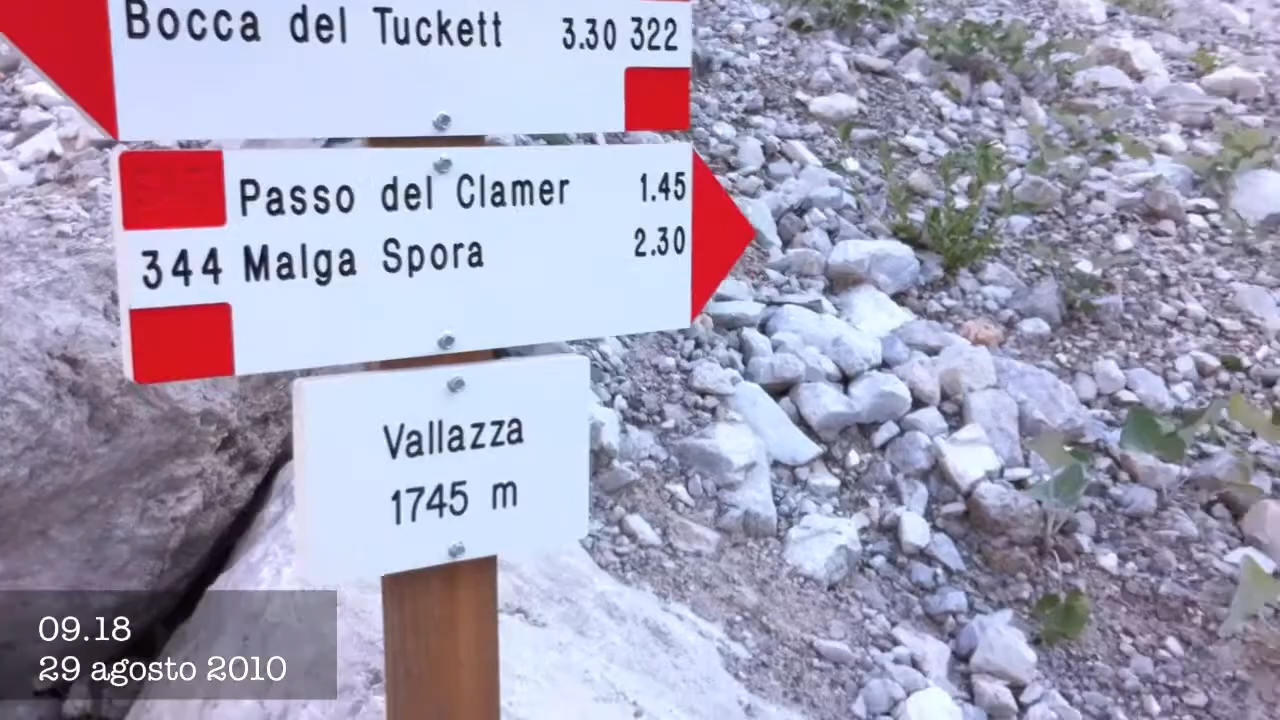 Bocca del Tuckett 3.30 322
Passo del Clamer 1.45
344 Malga Spora 2.30
Vallazza
1745 m
09.18
29 agosto 2010